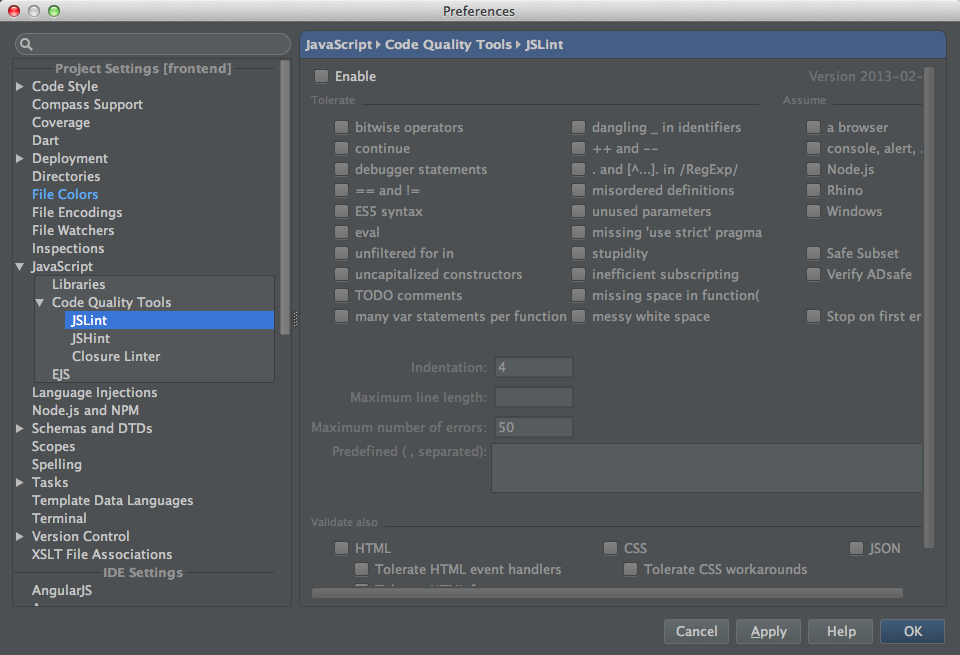 Preferences
Project Settings [frontend]
Code Style
Compass Support
Coverage
Dart
Deployment
Directories
File Colors
File Encodings
File Watchers
Inspections
JavaScript
Libraries
Code Quality Tools
JSLint
JSHint
Closure Linter
EJS
Language Injections
Node.js and NPM
Schemas and DTDs
Scopes
Spelling
Tasks
Template Data Languages
Terminal
Version Control
XSLT File Associations
IDE Settings
AngularJS
JavaScript ▸ Code Quality Tools ▸ JSLint
Enable Version 2013-02-
Tolerate Assume
bitwise operators dangling _ in identifiers a browser
continue ++ and -- console, alert, .
debugger statements . and [^...]. in /RegExp/ Node.js
== and != misordered definitions Rhino
ES5 syntax unused parameters Windows
eval missing 'use strict' pragma
unfiltered for in stupidity Safe Subset
uncapitalized constructors inefficient subscripting Verify ADsafe
TODO comments missing space in function(
many var statements per function messy white space Stop on first er
Indentation: 4
Maximum line length:
Maximum number of errors: 50
Predefined ( , separated):
Validate also
HTML CSS JSON
Tolerate HTML event handlers Tolerate CSS workarounds
Cancel Apply Help OK